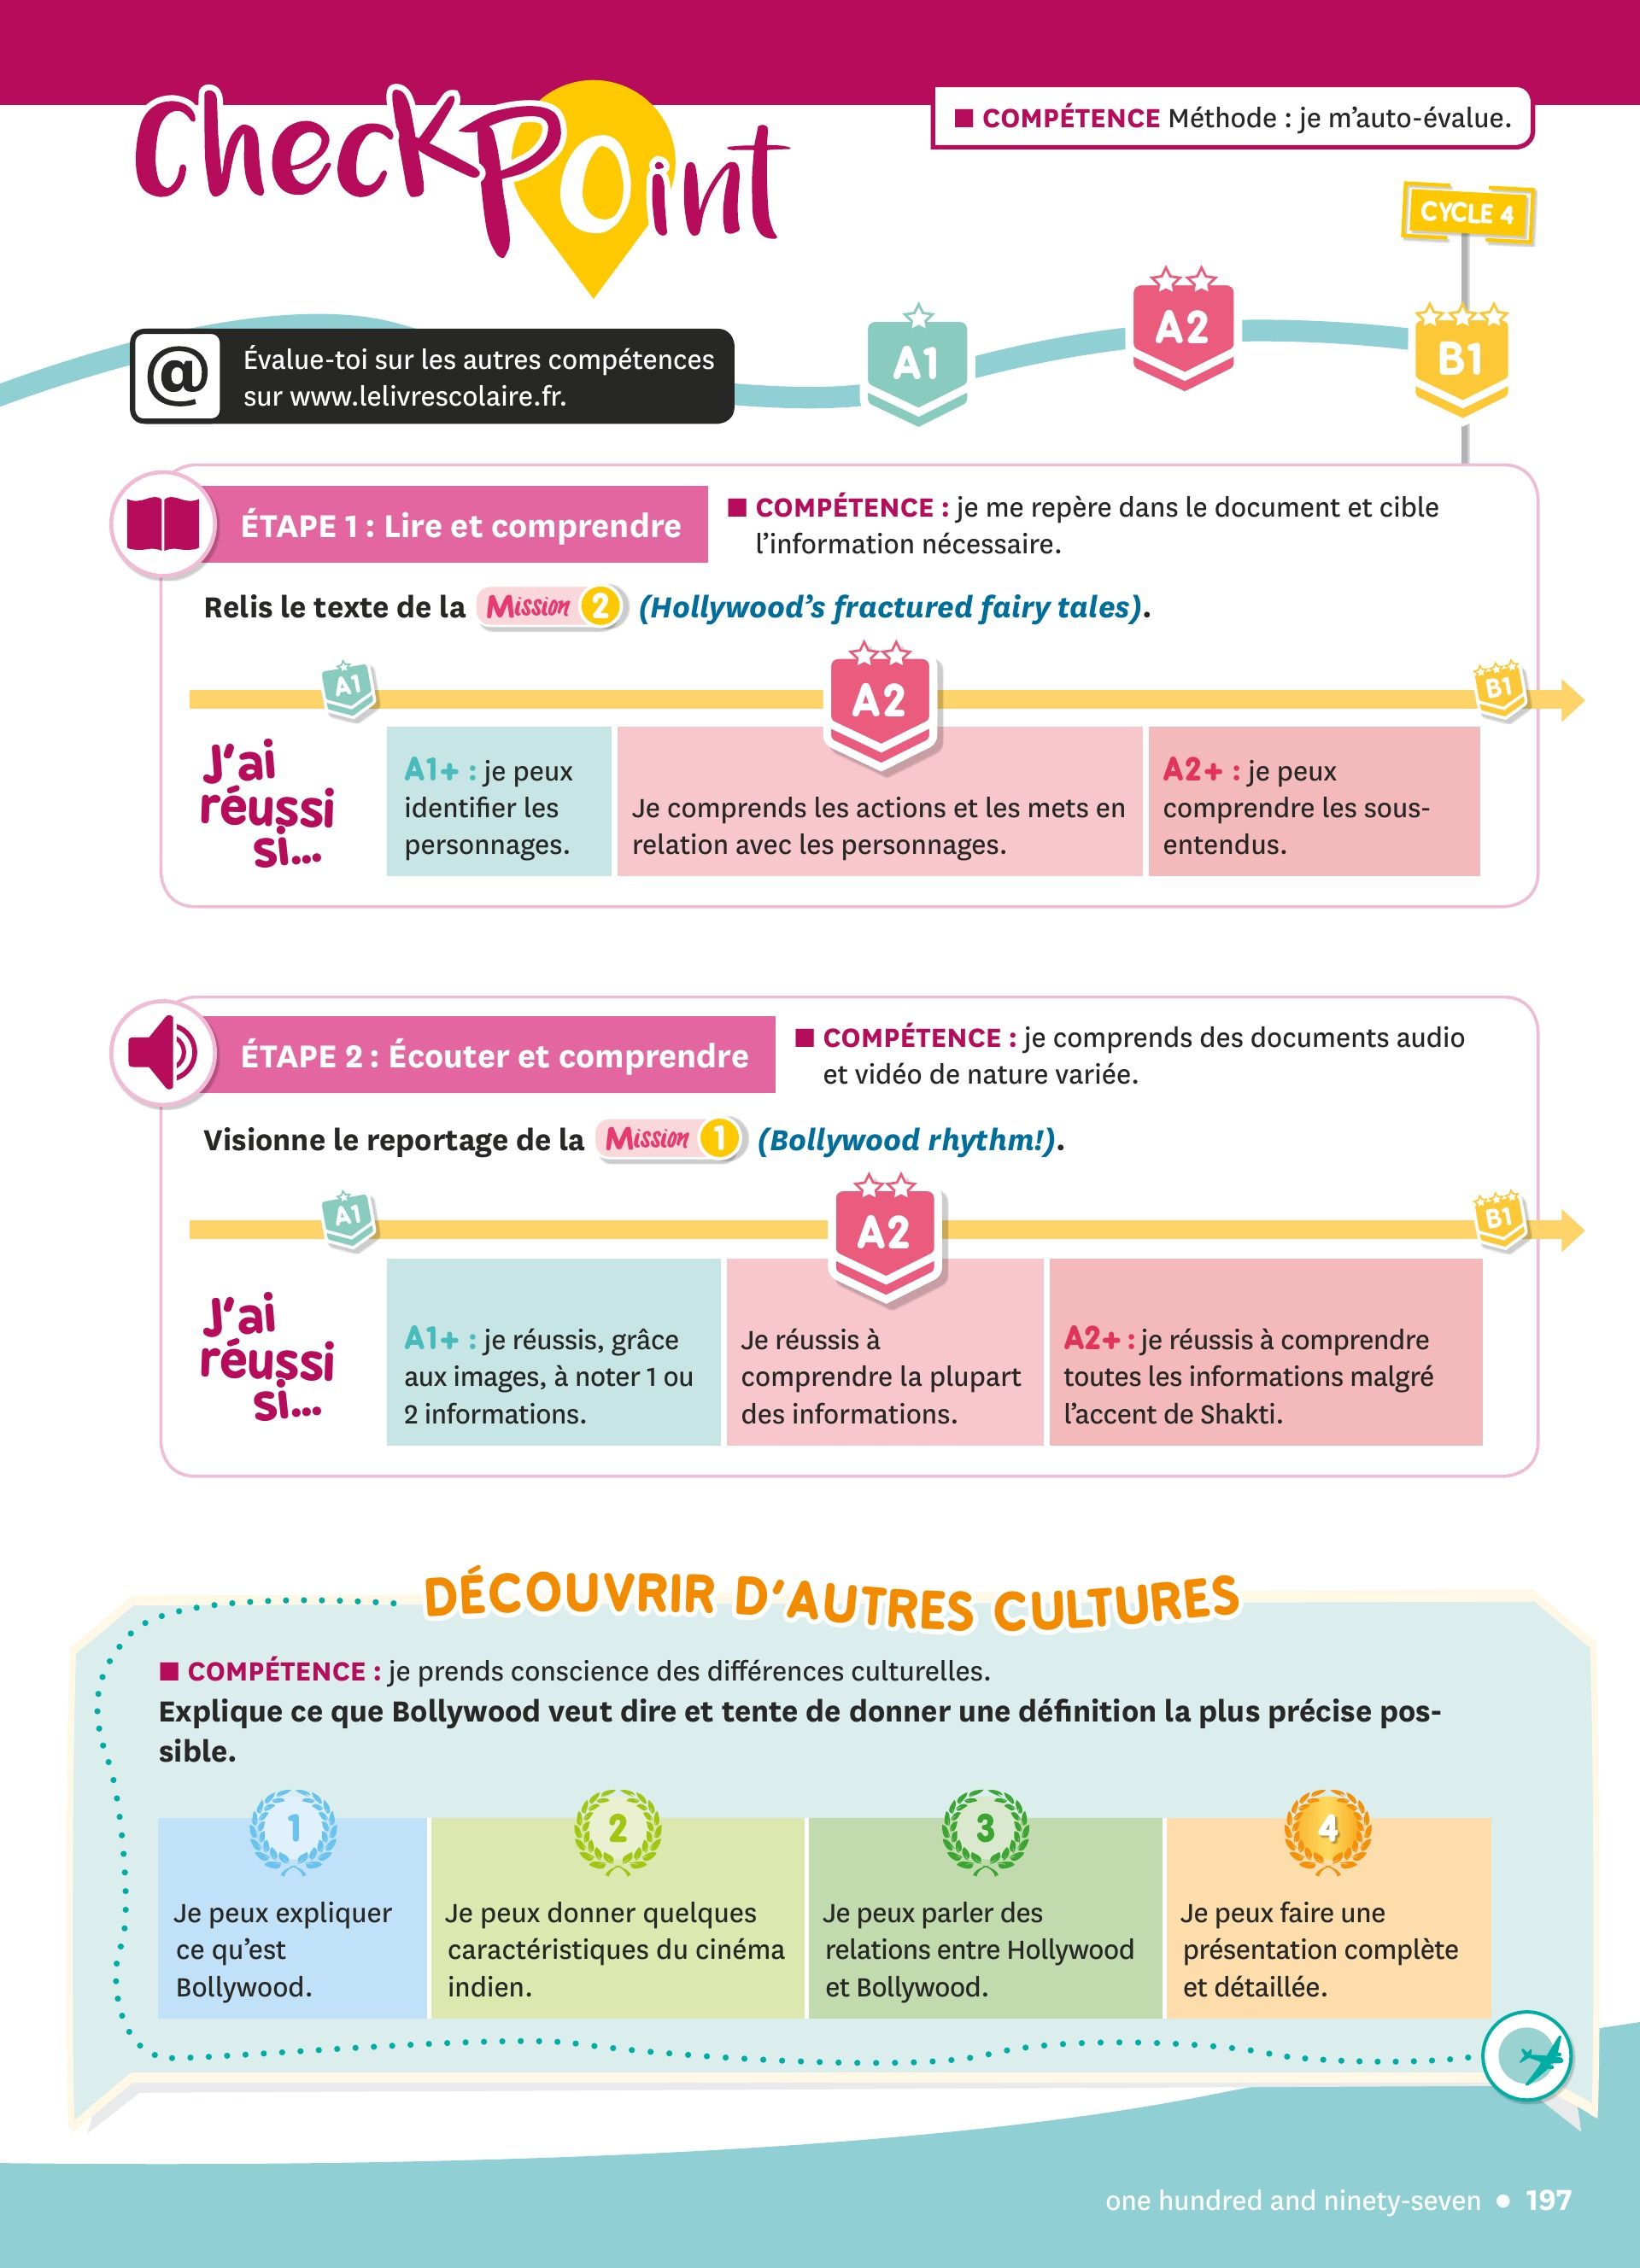 CheckPoint
■ COMPÉTENCE Méthode : je m'auto-évalue.
CYCLE 4
A1
A2
B1
@
Évalue-toi sur les autres compétences
sur www.lelivrescolaire.fr.
ÉTAPE 1 : Lire et comprendre
■ COMPÉTENCE : je me repère dans le document et cible
l'information nécessaire.
Relis le texte de la Mission 2 (Hollywood's fractured fairy tales).
A1
A2
B1
J'ai
réussi
si...
A1+ : je peux
identifier les
personnages.
Je comprends les actions et les mets en
relation avec les personnages.
A2+ : je peux
comprendre les sous-
entendus.
ÉTAPE 2 : Écouter et comprendre
■ COMPÉTENCE : je comprends des documents audio
et vidéo de nature variée.
Visionne le reportage de la Mission 1 (Bollywood rhythm!).
A1
A2
B1
J'ai
réussi
si...
A1+ : je réussis, grâce
aux images, à noter 1 ou
2 informations.
Je réussis à
comprendre la plupart
des informations.
A2+ : je réussis à comprendre
toutes les informations malgré
l'accent de Shakti.
DÉCOUVRIR D'AUTRES CULTURES
■ COMPÉTENCE : je prends conscience des différences culturelles.
Explique ce que Bollywood veut dire et tente de donner une définition la plus précise pos-
sible.
1
Je peux expliquer
ce qu'est
Bollywood.
2
Je peux donner quelques
caractéristiques du cinéma
indien.
3
Je peux parler des
relations entre Hollywood
et Bollywood.
4
Je peux faire une
présentation complète
et détaillée.
one hundred and ninety-seven • 197